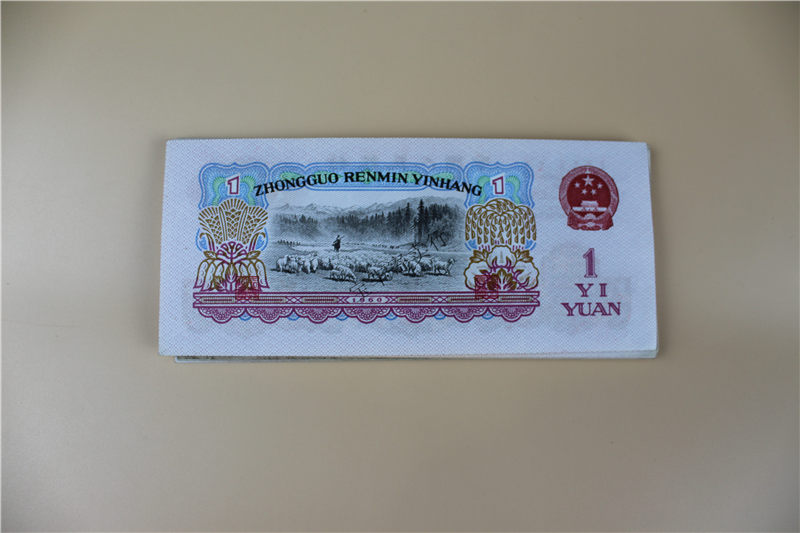 1
ZHONGGUO RENMIN YINHANG
1
1960
1
YI
YUAN